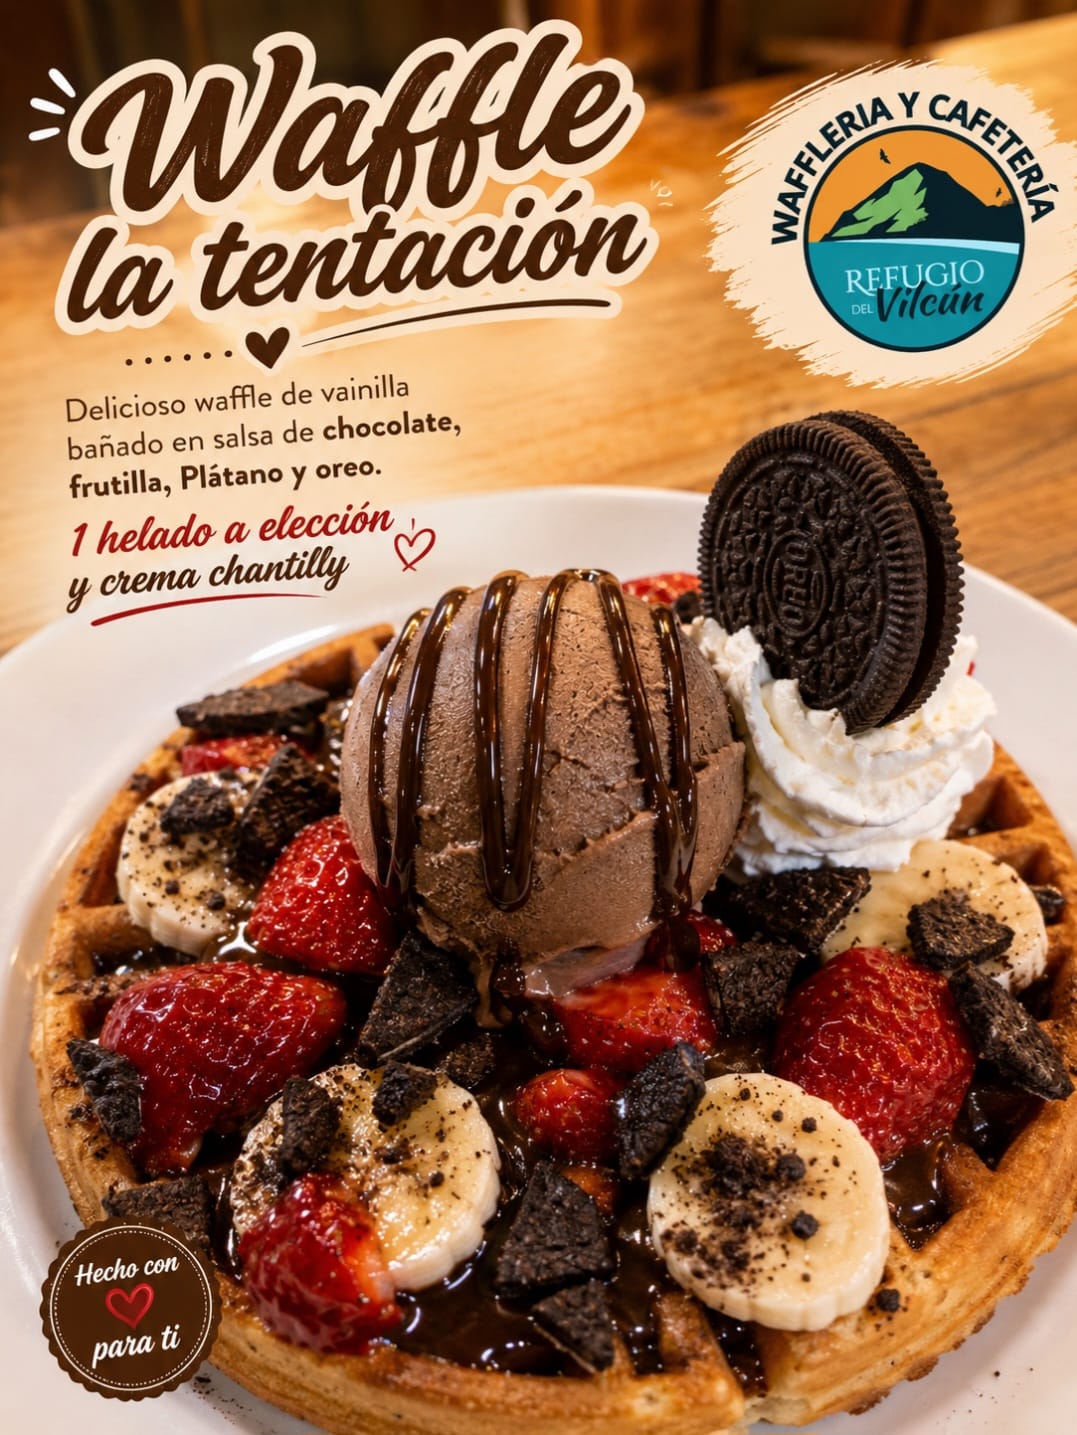 Waffle
la tentación
WAFFLERIA Y CAFETERÍA
REFUGIO
DEL Vilcún
Delicioso waffle de vainilla
bañado en salsa de chocolate,
frutilla, Plátano y oreo.
1 helado a elección
y crema chantilly
OREO
Hecho con
para ti